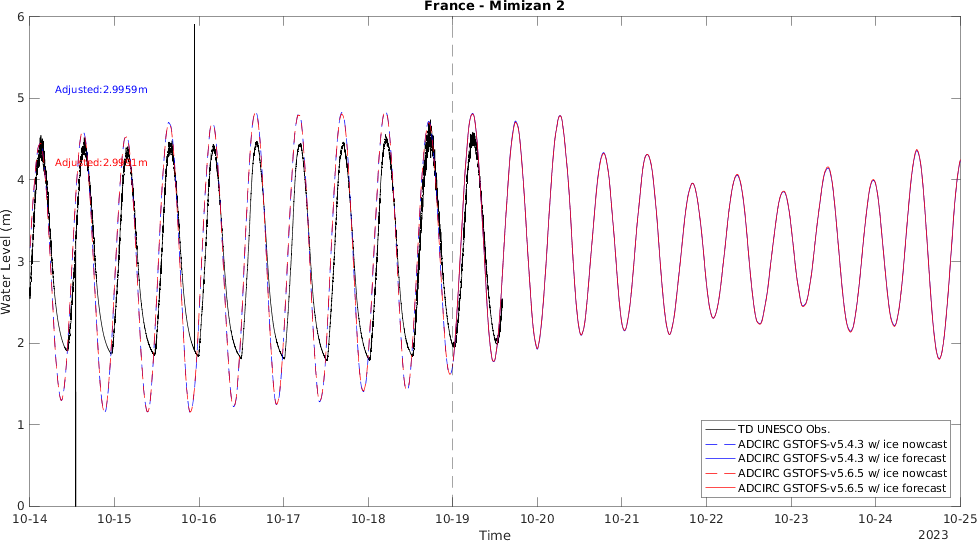 France - Mimizan 2
6
5
4
3
2
1
0
Water Level (m)
Adjusted:2.9959m
TD UNESCO Obs.
ADCIRC GSTOFS-v5.4.3 w/ ice nowcast
ADCIRC GSTOFS-v5.4.3 w/ ice forecast
ADCIRC GSTOFS-v5.6.5 w/ ice nowcast
ADCIRC GSTOFS-v5.6.5 w/ ice forecast
10-14 10-15 10-16 10-17 10-18 10-19 10-20 10-21 10-22 10-23 10-24 10-25
Time
2023